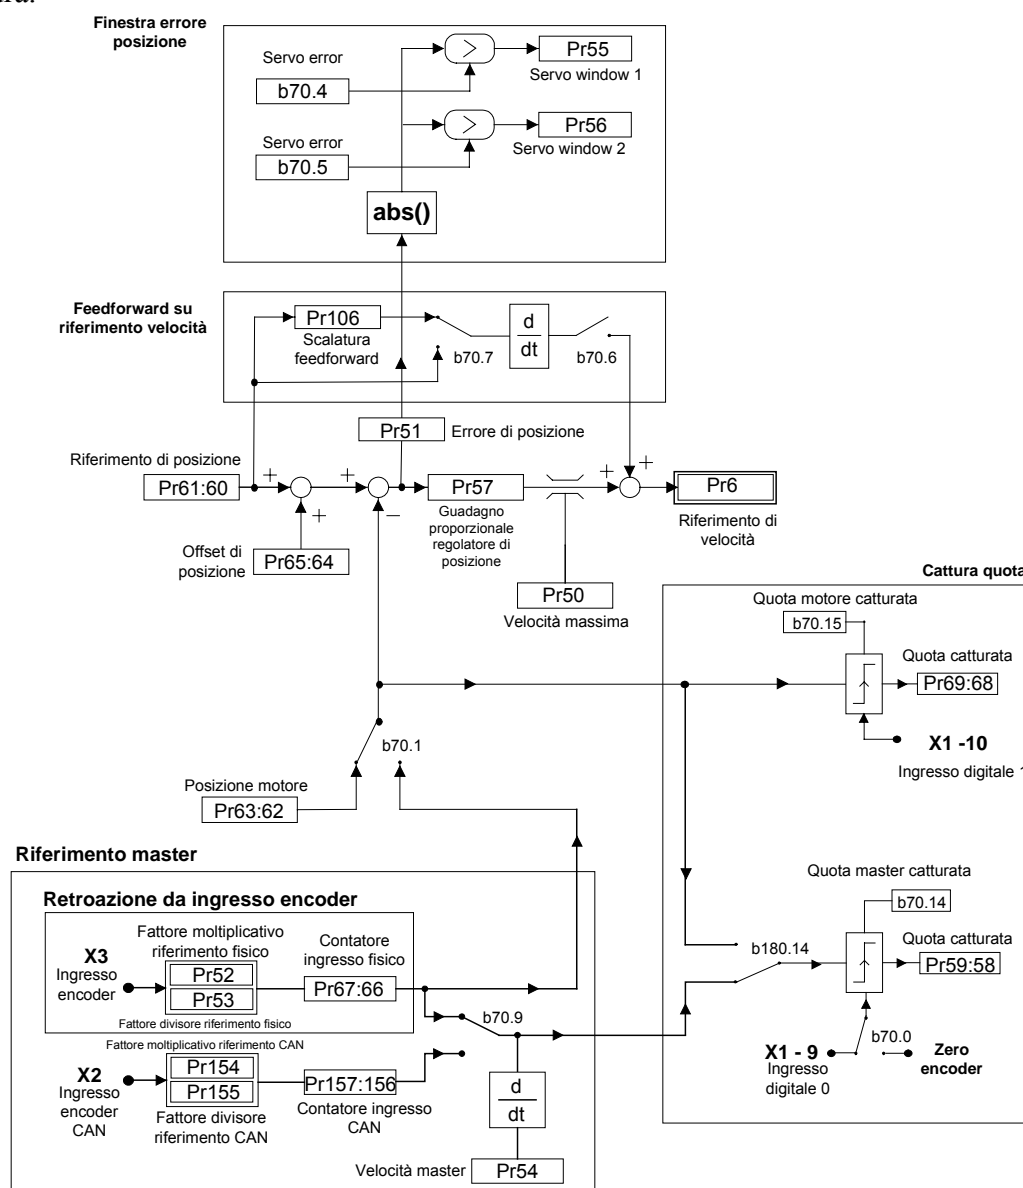 Finestra errore
posizione
Servo error
b70.4
>
Pr55
Servo window 1
Servo error
b70.5
>
Pr56
Servo window 2
abs()
Feedforward su
riferimento velocità
Pr106
Scalatura
feedforward
b70.7
d
dt
b70.6
Pr51
Errore di posizione
Riferimento di posizione
Pr61:60
+
+
Offset di
posizione
Pr65:64
+
−
Pr57
Guadagno
proporzionale
regolatore di
posizione
+
+
Pr6
Riferimento di
velocità
Pr50
Velocità massima
Cattura quota
Quota motore catturata
b70.15
Quota catturata
Pr69:68
X1 -10
Ingresso digitale 1
b70.1
Posizione motore
Pr63:62
Riferimento master
Retroazione da ingresso encoder
X3
Ingresso
encoder
Fattore moltiplicativo
riferimento fisico
Pr52
Pr53
Fattore divisore riferimento fisico
Contatore
ingresso fisico
Pr67:66
Fattore moltiplicativo riferimento CAN
X2
Ingresso
encoder
CAN
Pr154
Pr155
Fattore divisore
riferimento CAN
Pr157:156
Contatore ingresso
CAN
b70.9
d
dt
Velocità master
Pr54
Quota master catturata
b70.14
b180.14
Quota catturata
Pr59:58
X1 - 9
Ingresso
digitale 0
b70.0
Zero
encoder